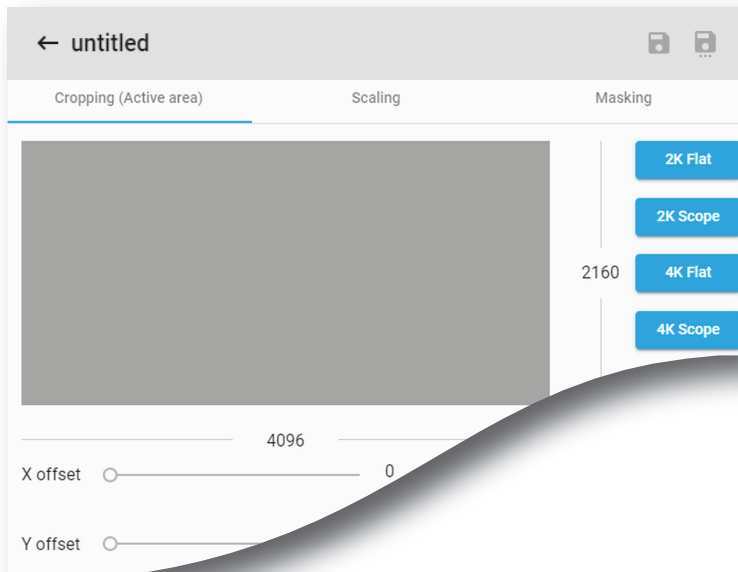 untitled
Cropping (Active area)
Scaling
Masking
2K Flat
2K Scope
2160
4K Flat
4K Scope
4096
X offset
0
Y offset